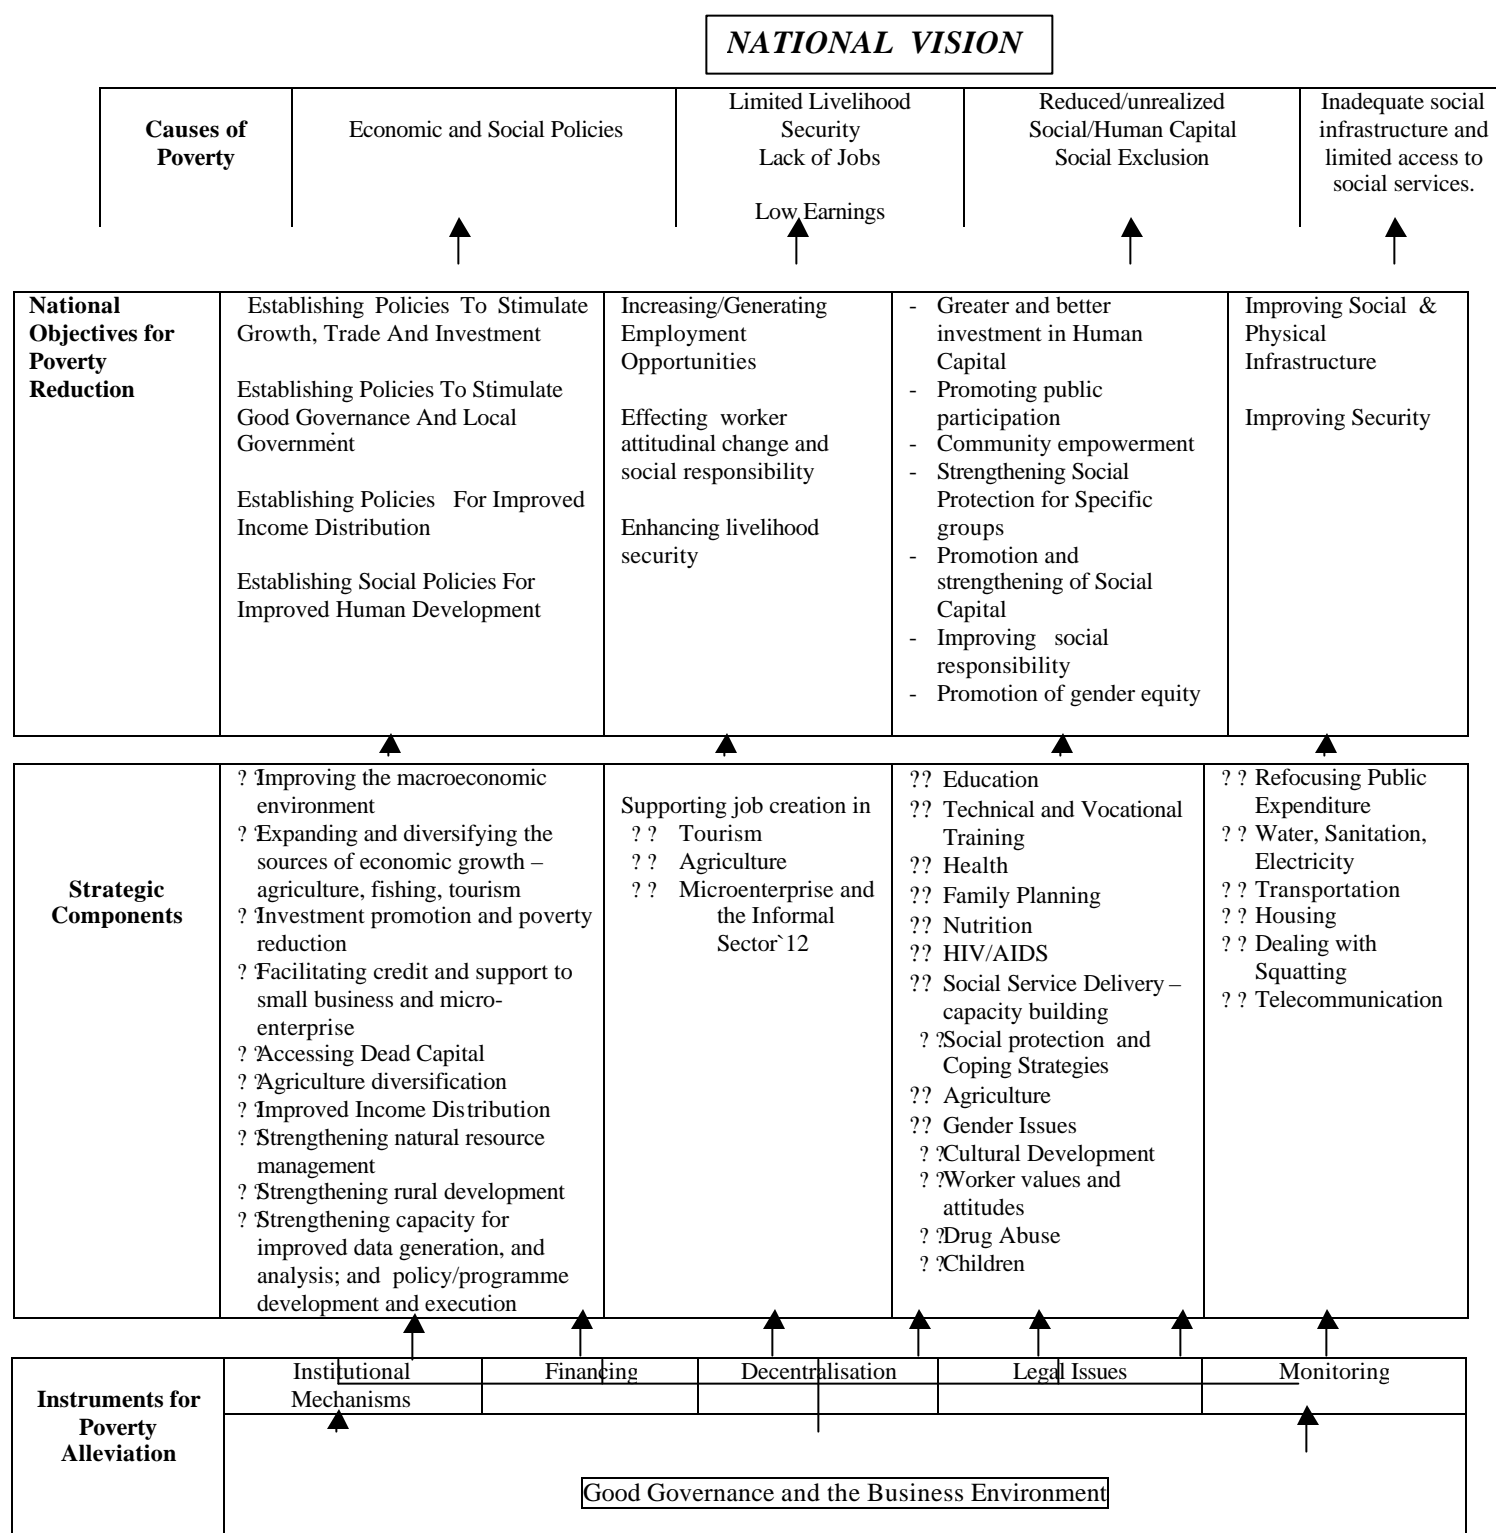 NATIONAL VISION
Causes of
Poverty
Economic and Social Policies
Limited Livelihood
Security
Lack of Jobs
Low Earnings
Reduced/unrealized
Social/Human Capital
Social Exclusion
Inadequate social
infrastructure and
limited access to
social services.
National
Objectives for
Poverty
Reduction
Establishing Policies To Stimulate
Growth, Trade And Investment
Establishing Policies To Stimulate
Good Governance And Local
Government
Establishing Policies For Improved
Income Distribution
Establishing Social Policies For
Improved Human Development
Increasing/Generating
Employment
Opportunities
Effecting worker
attitudinal change and
social responsibility
Enhancing livelihood
security
- Greater and better
investment in Human
Capital
- Promoting public
participation
- Community empowerment
- Strengthening Social
Protection for Specific
groups
- Promotion and
strengthening of Social
Capital
- Improving social
responsibility
- Promotion of gender equity
Improving Social &
Physical
Infrastructure
Improving Security
Strategic
Components
? ?Improving the macroeconomic
environment
? ?Expanding and diversifying the
sources of economic growth –
agriculture, fishing, tourism
? ?Investment promotion and poverty
reduction
? ?Facilitating credit and support to
small business and micro-
enterprise
? ?Accessing Dead Capital
? ?Agriculture diversification
? ?Improved Income Distribution
? ?Strengthening natural resource
management
? ?Strengthening rural development
? ?Strengthening capacity for
improved data generation, and
analysis; and policy/programme
development and execution
Supporting job creation in
? ? Tourism
? ? Agriculture
? ? Microenterprise and
the Informal
Sector`12
?? Education
?? Technical and Vocational
Training
?? Health
?? Family Planning
?? Nutrition
?? HIV/AIDS
?? Social Service Delivery –
capacity building
? ?Social protection and
Coping Strategies
?? Agriculture
?? Gender Issues
? ?Cultural Development
? ?Worker values and
attitudes
? ?Drug Abuse
? ?Children
? ? Refocusing Public
Expenditure
? ? Water, Sanitation,
Electricity
? ? Transportation
? ? Housing
? ? Dealing with
Squatting
? ? Telecommunication
Instruments for
Poverty
Alleviation
Institutional
Mechanisms
Financing
Decentralisation
Legal Issues
Monitoring
Good Governance and the Business Environment